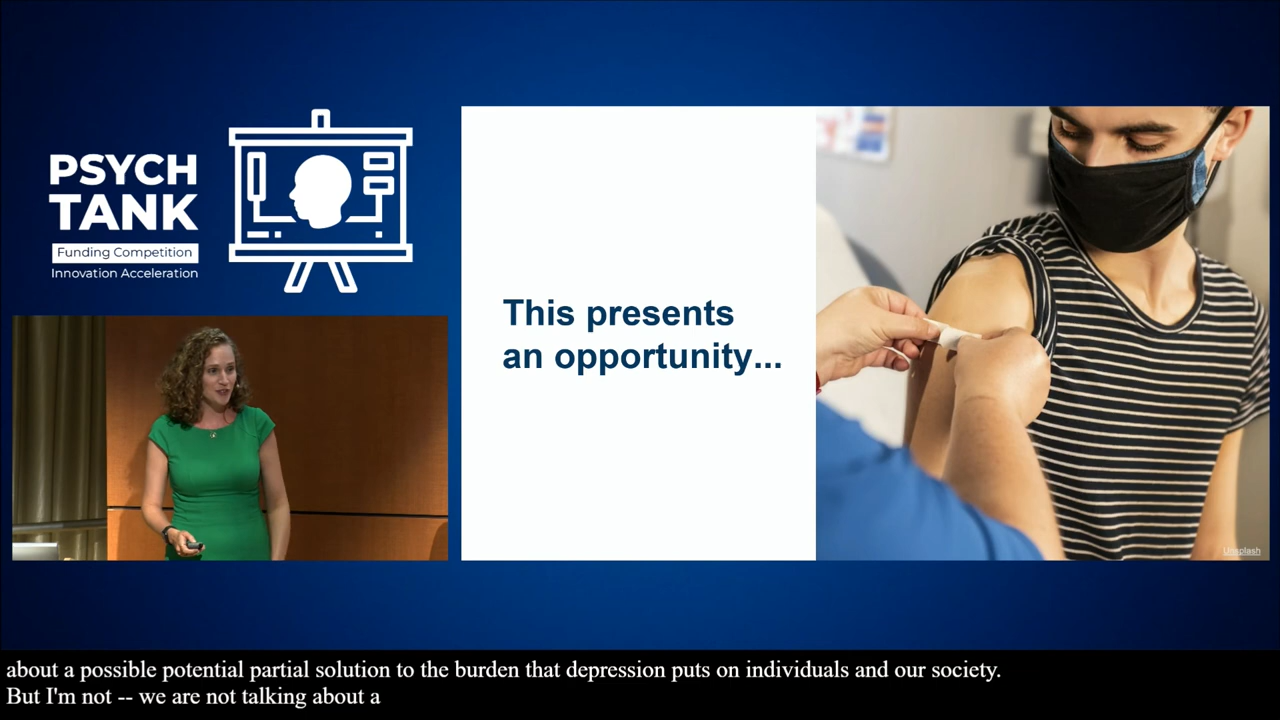 PSYCH
TANK
Funding Competition
Innovation Acceleration
This presents
an opportunity...
Unsplash
about a possible potential partial solution to the burden that depression puts on individuals and our society.
But I'm not -- we are not talking about a